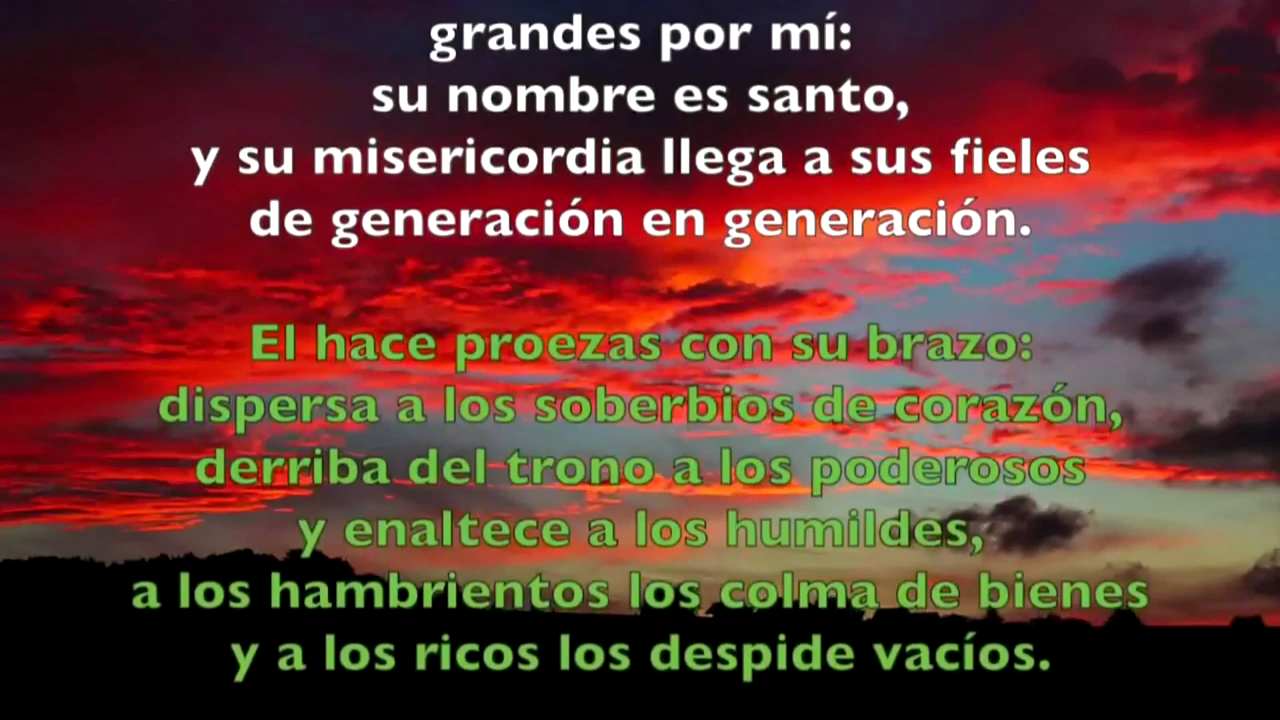 grandes por mí:
su nombre es santo,
y su misericordia llega a sus fieles
de generación en generación.
El hace proezas con su brazo:
dispersa a los soberbios de corazón,
derriba del trono a los poderosos
y enaltece a los humildes,
a los hambrientos los colma de bienes
y a los ricos los despide vacíos.